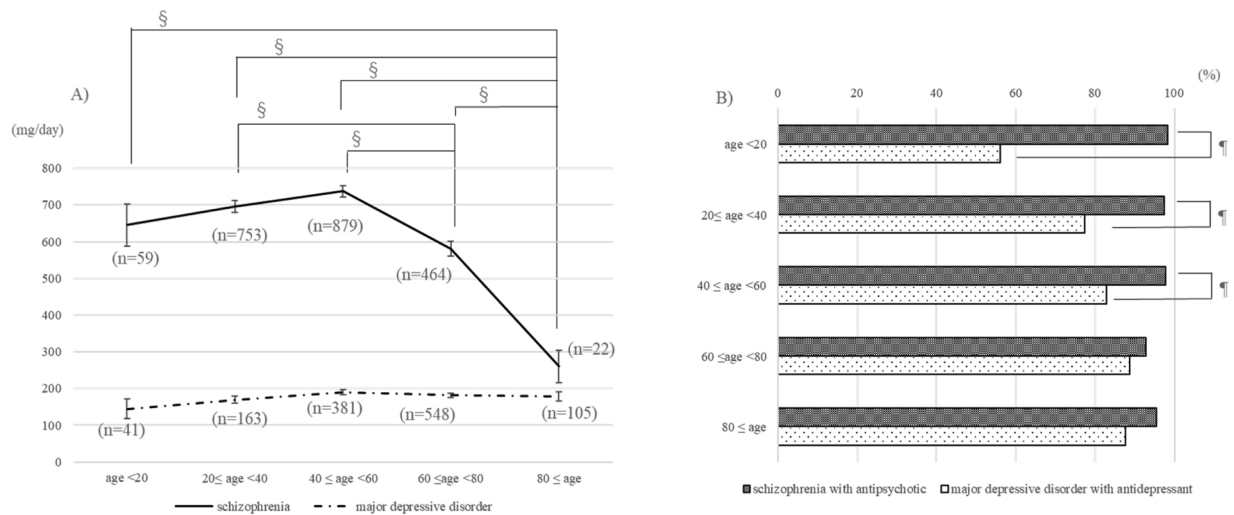 A)
(mg/day)
§
§
§
§
§
§
800
700
600
500
400
300
200
100
0
(n=59)
(n=753)
(n=879)
(n=464)
(n=22)
(n=41)
(n=163)
(n=381)
(n=548)
(n=105)
age <20
20≤ age <40
40 ≤ age <60
60 ≤age <80
80 ≤ age
schizophrenia
major depressive disorder
B)
(%)
0
20
40
60
80
100
age <20
¶
20≤ age <40
¶
40 ≤ age <60
¶
60 ≤age <80
80 ≤ age
schizophrenia with antipsychotic
major depressive disorder with antidepressant